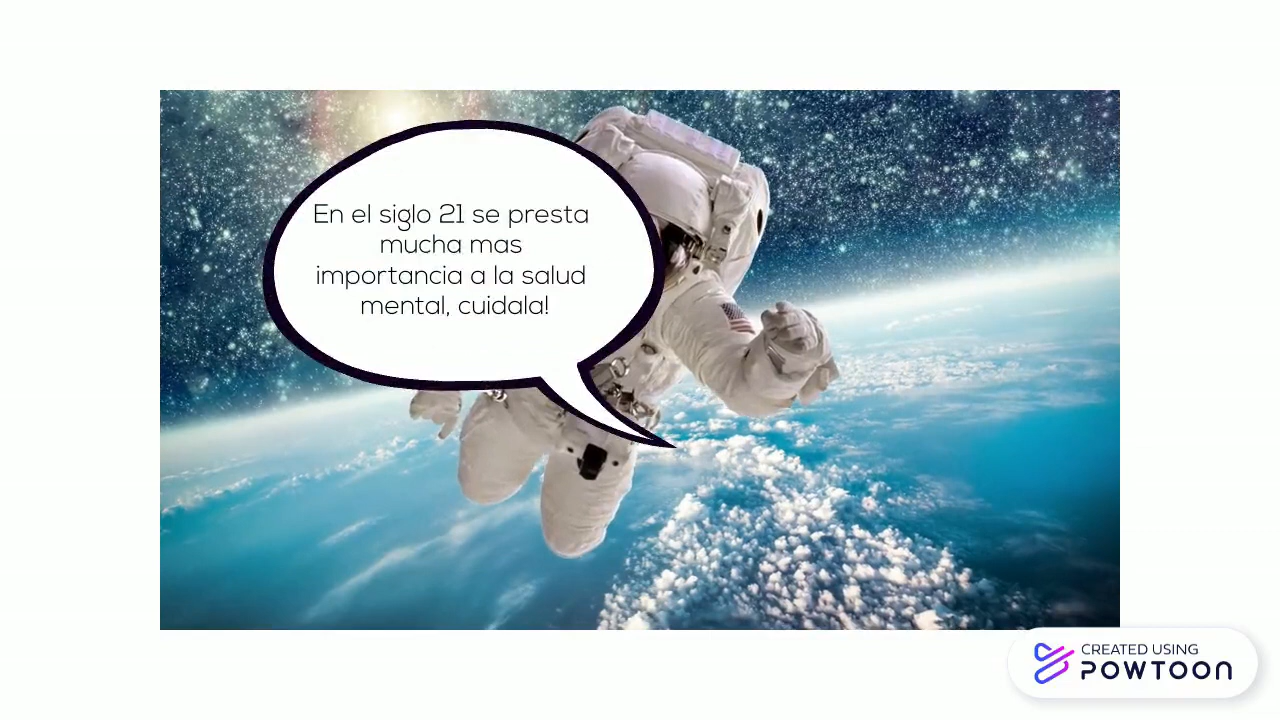 En el siglo 21 se presta
mucha mas
importancia a la salud
mental, cuidala!
CREATED USING
POWTOON